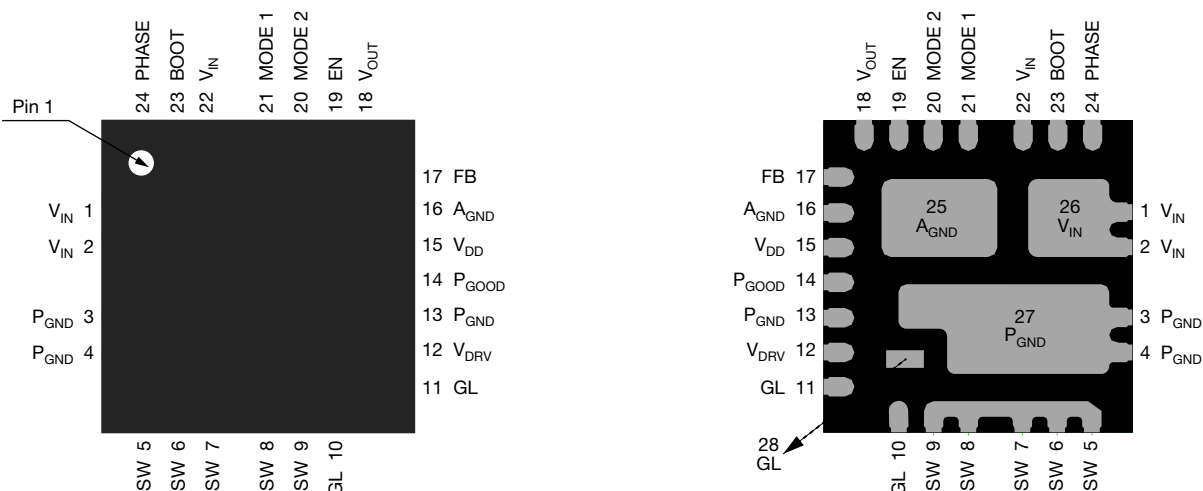 24 PHASE
23 BOOT
22 VIN
21 MODE 1
20 MODE 2
19 EN
18 VOUT
Pin 1
VIN 1
VIN 2
PGND 3
PGND 4
17 FB
16 AGND
15 VDD
14 PGOOD
13 PGND
12 VDRV
11 GL
SW 5
SW 6
SW 7
SW 8
SW 9
GL 10
18 VOUT
19 EN
20 MODE 2
21 MODE 1
22 VIN
23 BOOT
24 PHASE
FB 17
AGND 16
VDD 15
PGOOD 14
PGND 13
VDRV 12
GL 11
25
AGND
26
VIN
27
PGND
1 VIN
2 VIN
3 PGND
4 PGND
28
GL
GL 10
SW 9
SW 8
SW 7
SW 6
SW 5